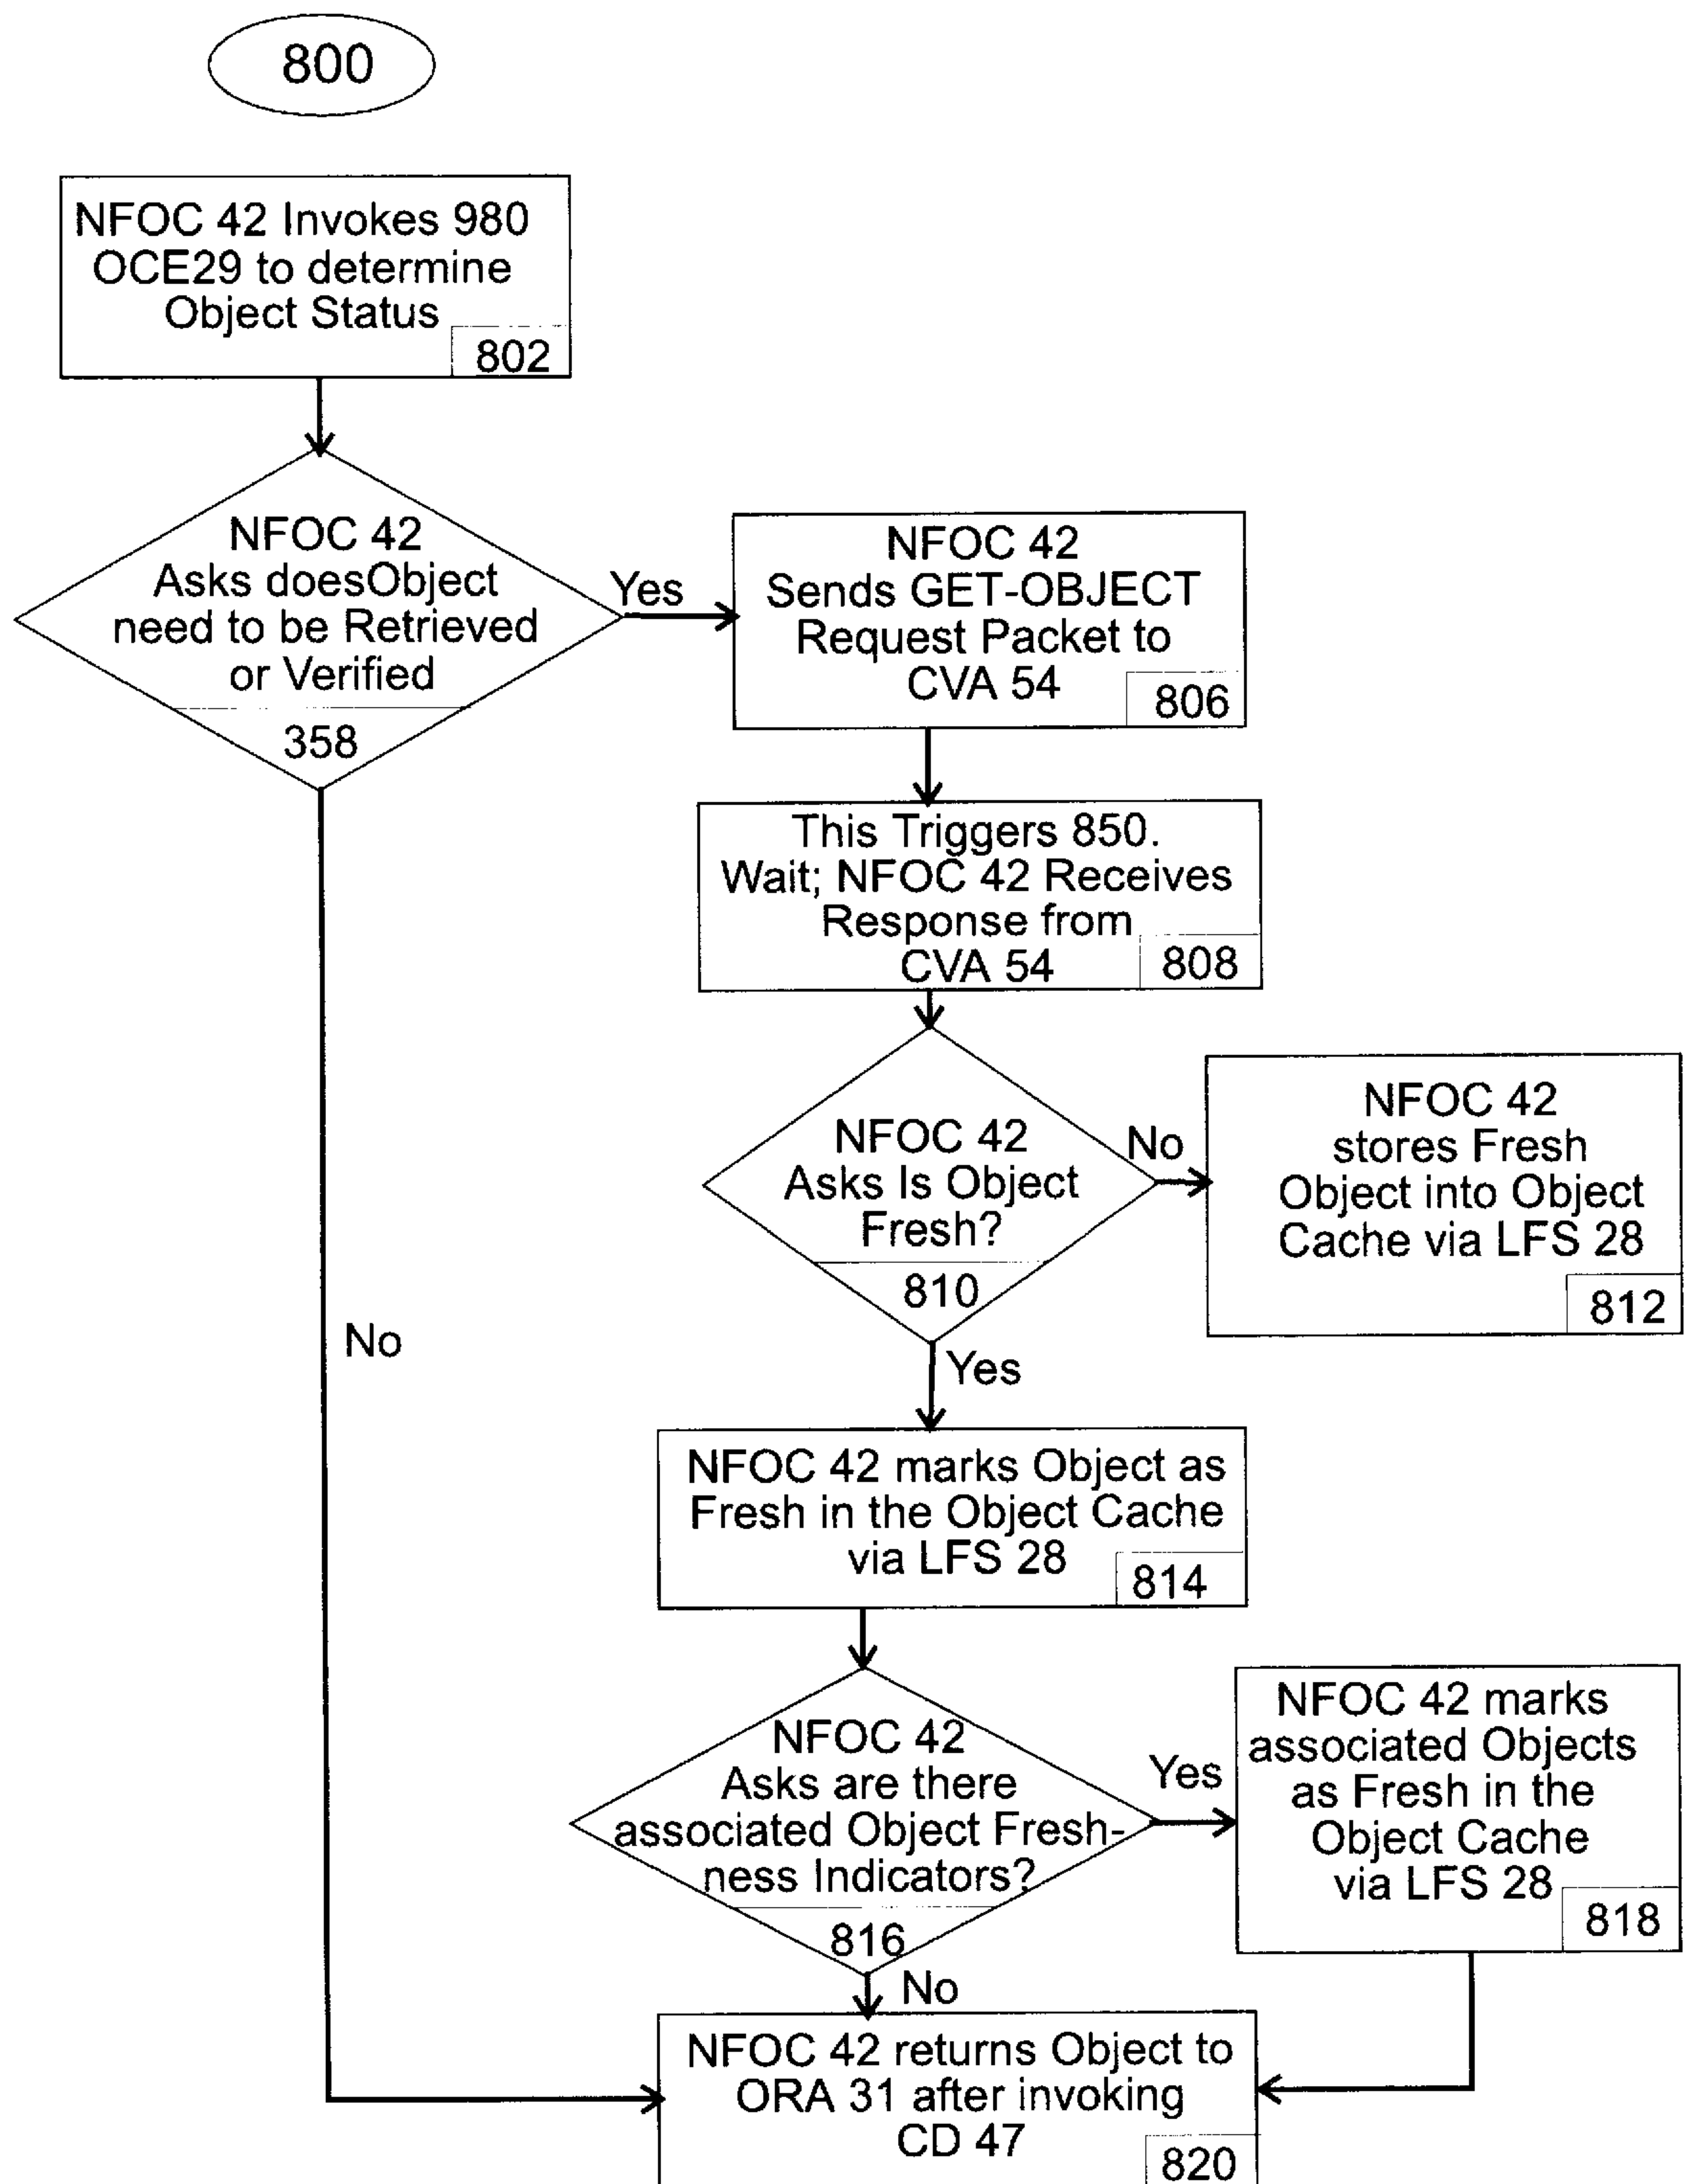 800
NFOC 42 Invokes 980
OCE29 to determine
Object Status
802
NFOC 42
Asks doesObject
need to be Retrieved
or Verified
358
Yes
NFOC 42
Sends GET-OBJECT
Request Packet to
CVA 54
806
This Triggers 850.
Wait; NFOC 42 Receives
Response from
CVA 54
808
NFOC 42
Asks Is Object
Fresh?
810
No
NFOC 42
stores Fresh
Object into Object
Cache via LFS 28
812
No
Yes
NFOC 42 marks Object as
Fresh in the Object Cache
via LFS 28
814
NFOC 42
Asks are there
associated Object Fresh-
ness Indicators?
816
Yes
NFOC 42 marks
associated Objects
as Fresh in the
Object Cache
via LFS 28
818
No
NFOC 42 returns Object to
ORA 31 after invoking
CD 47
820